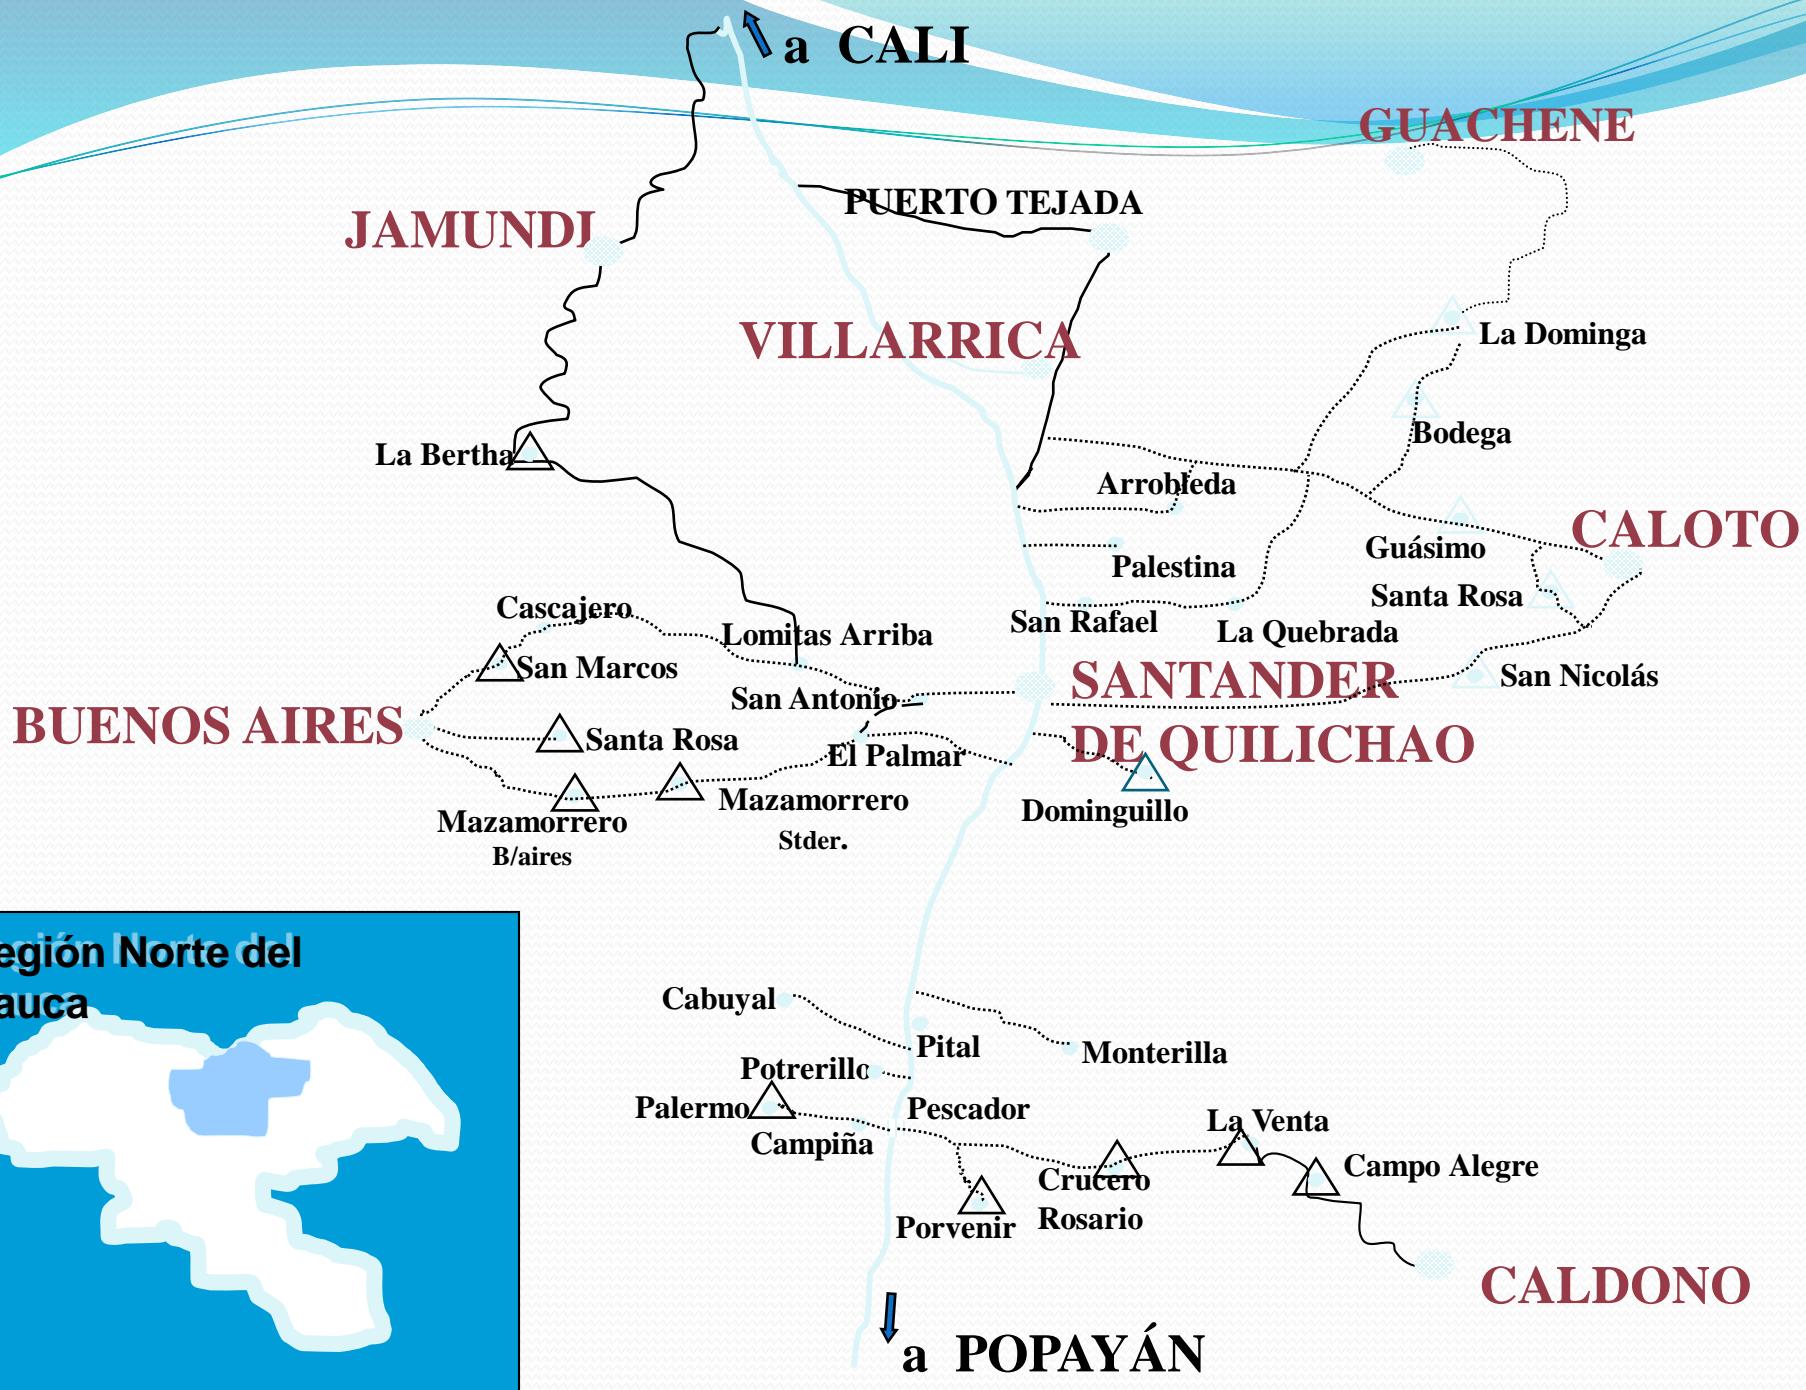 a CALI
GUACHENE
PUERTO TEJADA
JAMUNDI
VILLARRICA
La Dominga
Bodega
La Bertha
Arrobleda
CALOTO
Guásimo
Palestina
Santa Rosa
Cascajero
San Rafael
La Quebrada
Lomitas Arriba
San Marcos
San Nicolás
SANTANDER
San Antonio
BUENOS AIRES
Santa Rosa
DE QUILICHAO
El Palmar
Mazamorrero
Stder.
Dominguillo
Mazamorrero
B/aires
egión Norte del
auca
Cabuyal
Pital
Monterilla
Potrerillo
Palermo
Pescador
Campiña
La Venta
Campo Alegre
Crucero
Rosario
Porvenir
CALDONO
a POPAYÁN